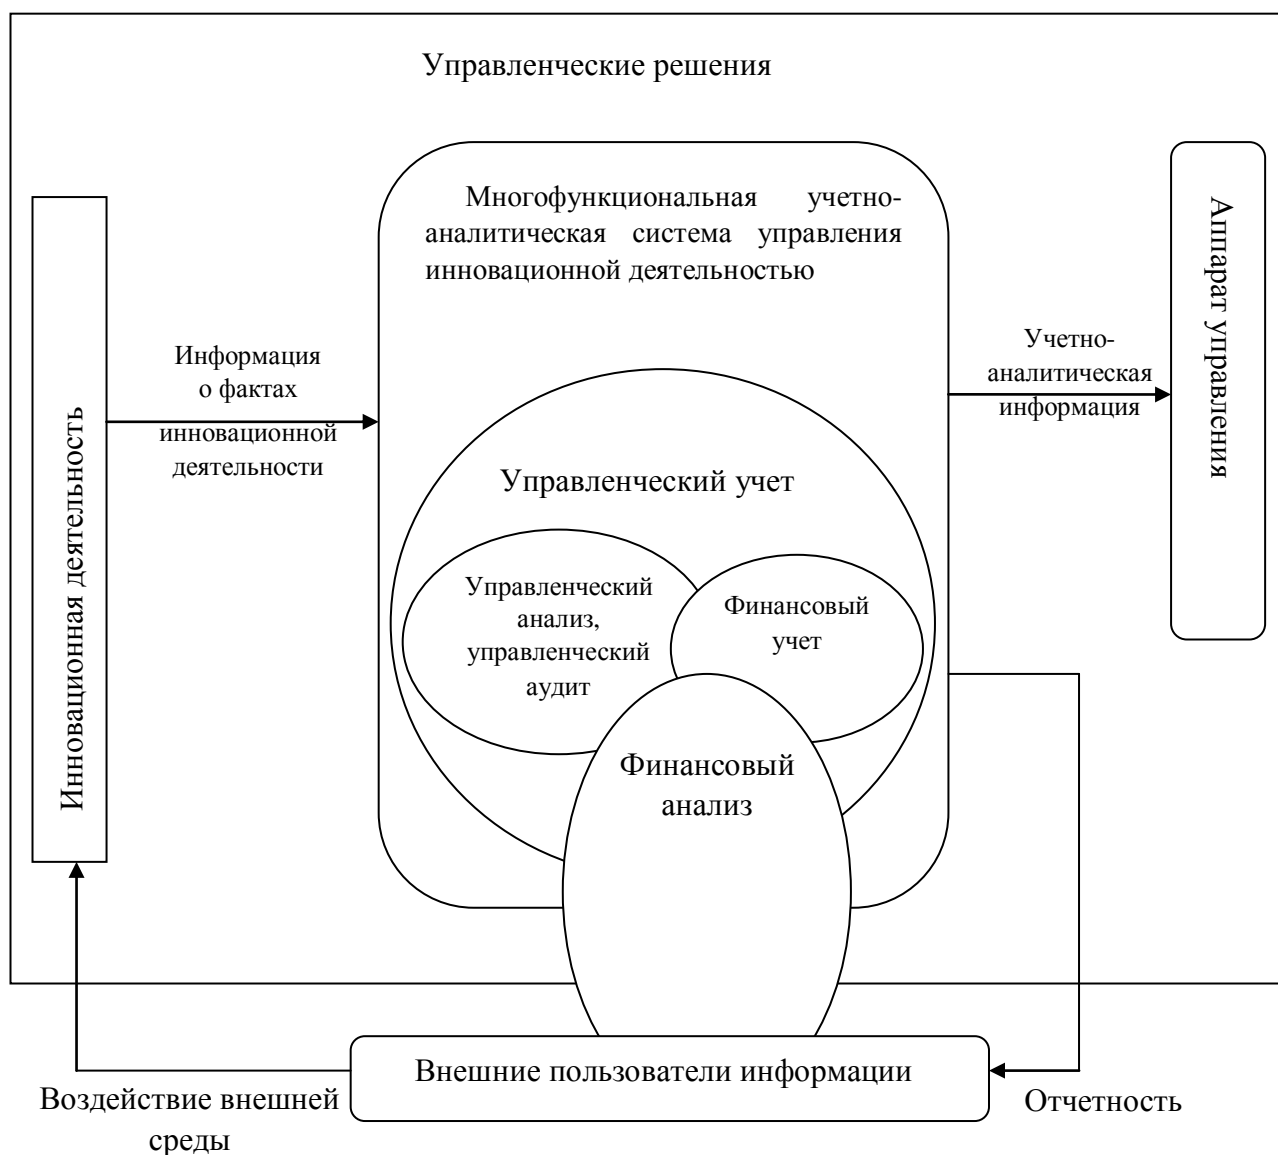 Управленческие решения
Многофункциональная учетно-
аналитическая система управления
инновационной деятельностью
Аппарат управления
Инновационная деятельность
Информация
о фактах
инновационной
деятельности
Учетно-
аналитическая
информация
Управленческий учет
Управленческий
анализ,
управленческий
аудит
Финансовый
учет
Финансовый
анализ
Внешние пользователи информации
Воздействие внешней
среды
Отчетность